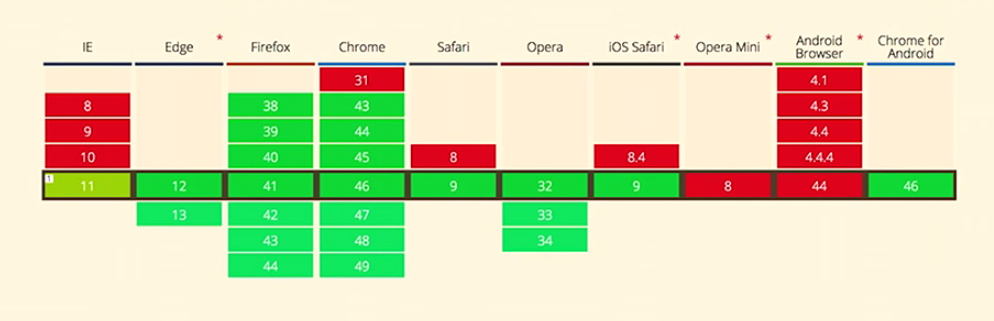 IE Edge * Firefox Chrome Safari Opera iOS Safari * Opera Mini * Android Browser * Chrome for Android
31 4.1
8 38 43 4.3
9 39 44 4.4
10 40 45 8 8.4 4.4.4
1 11 12 41 46 9 32 9 8 44 46
13 42 47 33
43 48 34
44 49